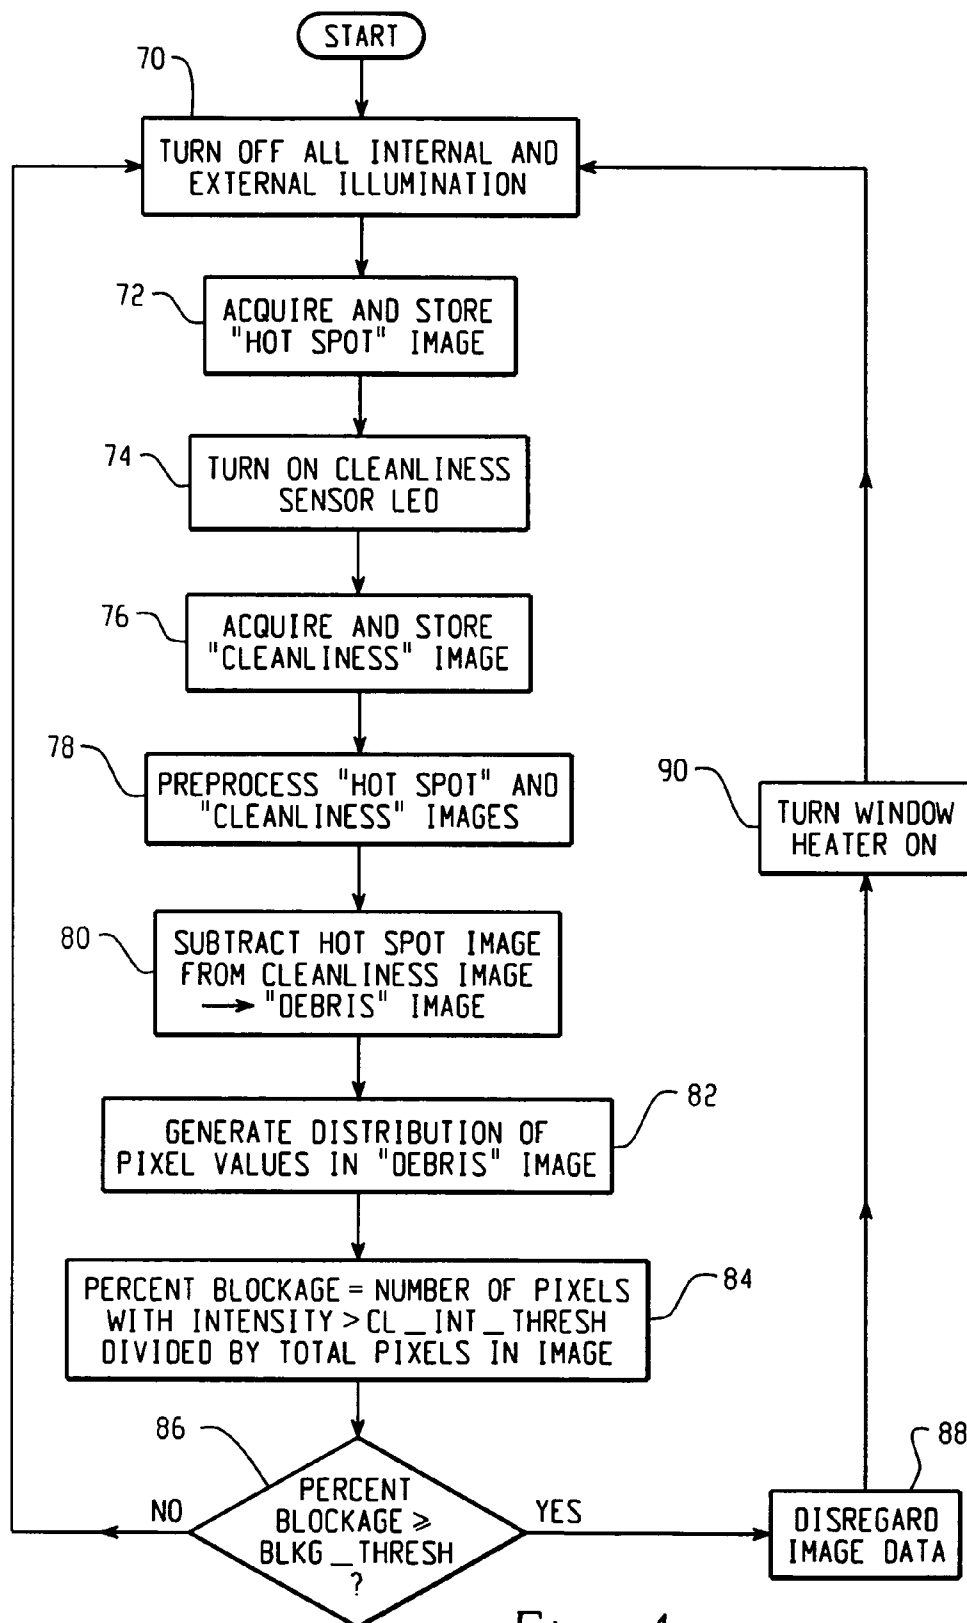 START
70
TURN OFF ALL INTERNAL AND
EXTERNAL ILLUMINATION
72
ACQUIRE AND STORE
"HOT SPOT" IMAGE
74
TURN ON CLEANLINESS
SENSOR LED
76
ACQUIRE AND STORE
"CLEANLINESS" IMAGE
78
PREPROCESS "HOT SPOT" AND
"CLEANLINESS" IMAGES
90
TURN WINDOW
HEATER ON
80
SUBTRACT HOT SPOT IMAGE
FROM CLEANLINESS IMAGE
→ "DEBRIS" IMAGE
82
GENERATE DISTRIBUTION OF
PIXEL VALUES IN "DEBRIS" IMAGE
84
PERCENT BLOCKAGE = NUMBER OF PIXELS
WITH INTENSITY > CL_INT_THRESH
DIVIDED BY TOTAL PIXELS IN IMAGE
86
PERCENT
BLOCKAGE ⩾
BLKG_THRESH
?
NO
YES
88
DISREGARD
IMAGE DATA